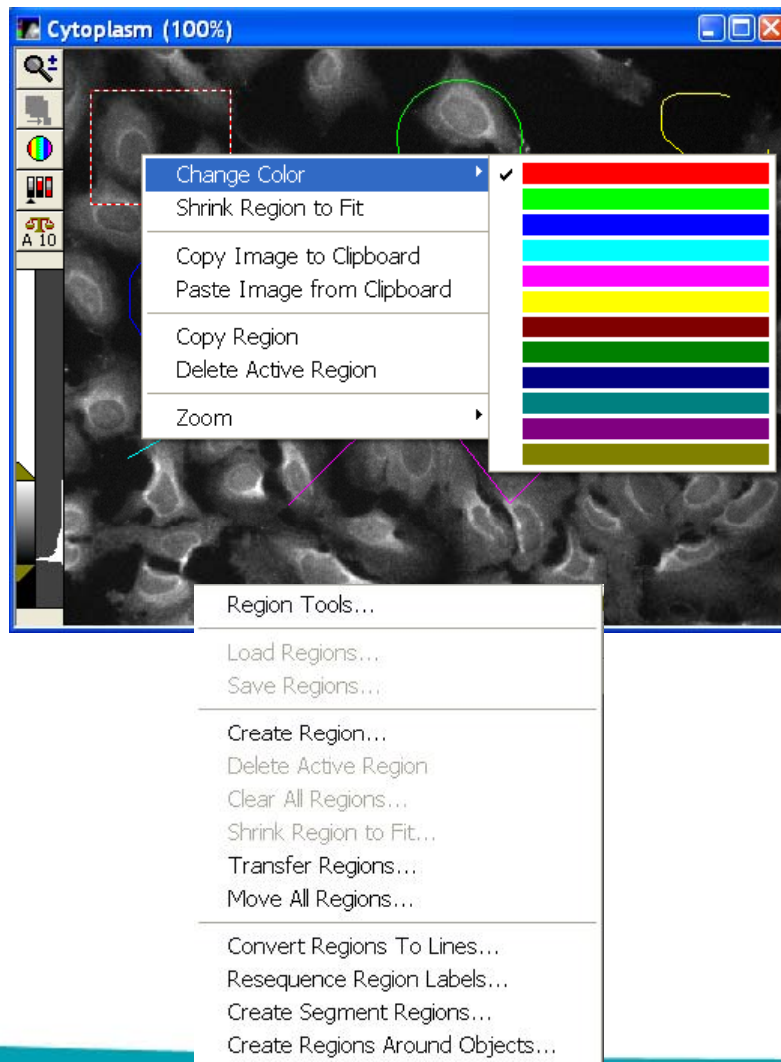 Cytoplasm (100%)
A 10
Change Color
Shrink Region to Fit
Copy Image to Clipboard
Paste Image from Clipboard
Copy Region
Delete Active Region
Zoom
Region Tools...
Load Regions...
Save Regions...
Create Region...
Delete Active Region
Clear All Regions...
Shrink Region to Fit...
Transfer Regions...
Move All Regions...
Convert Regions To Lines...
Resequence Region Labels...
Create Segment Regions...
Create Regions Around Objects...